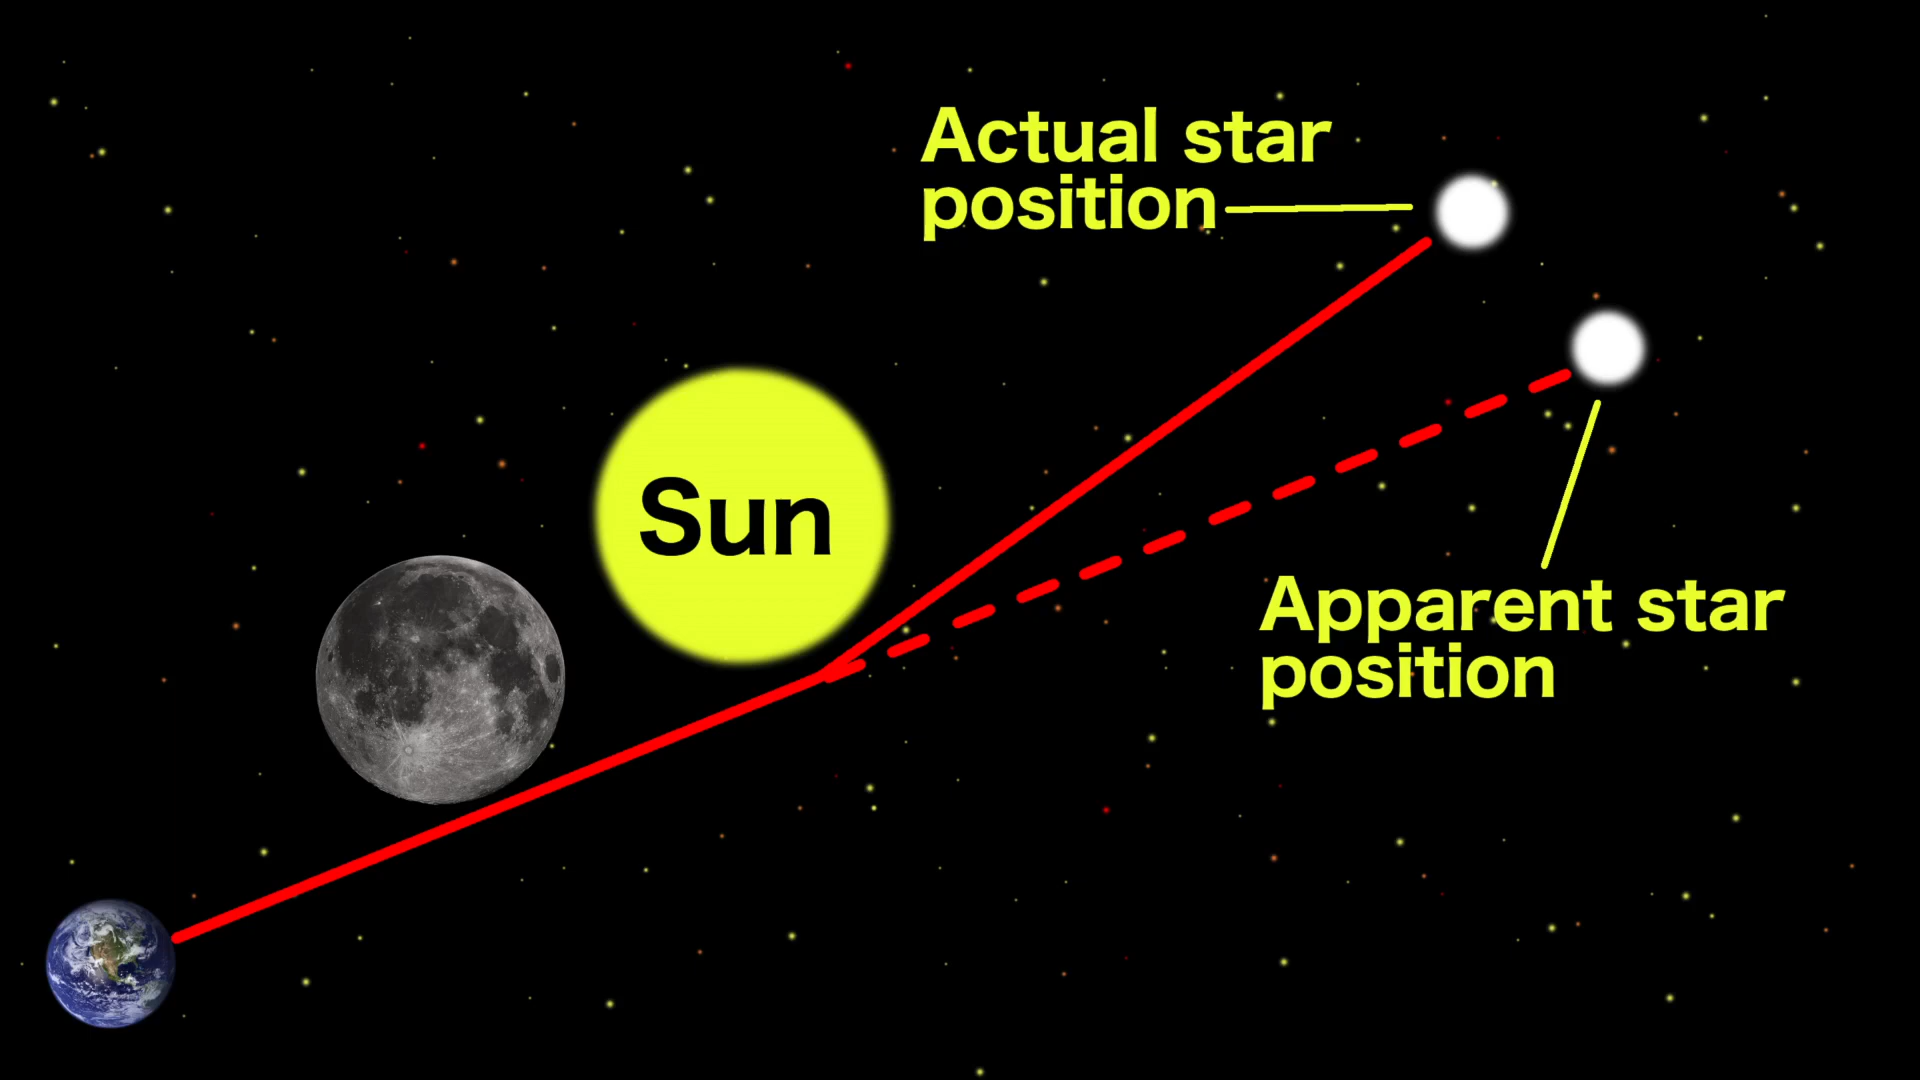 Actual star
position
Sun
Apparent star
position